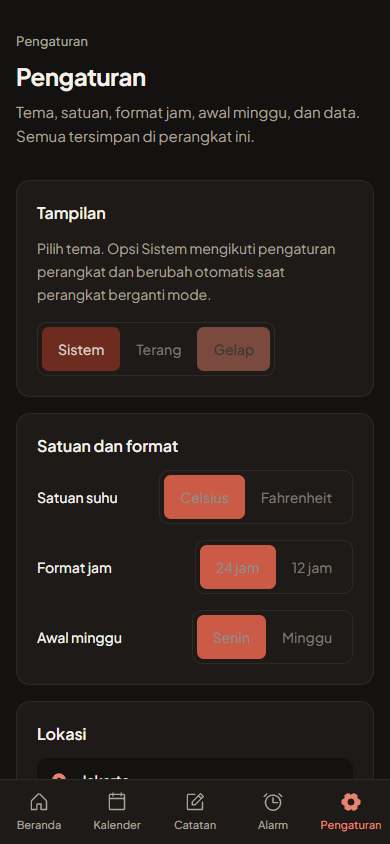 Pengaturan
Pengaturan
Tema, satuan, format jam, awal minggu, dan data.
Semua tersimpan di perangkat ini.
Tampilan
Pilih tema. Opsi Sistem mengikuti pengaturan
perangkat dan berubah otomatis saat
perangkat berganti mode.
Sistem Terang Gelap
Satuan dan format
Satuan suhu Celsius Fahrenheit
Format jam 24 jam 12 jam
Awal minggu Senin Minggu
Lokasi
Jakarta
Beranda Kalender Catatan Alarm Pengaturan